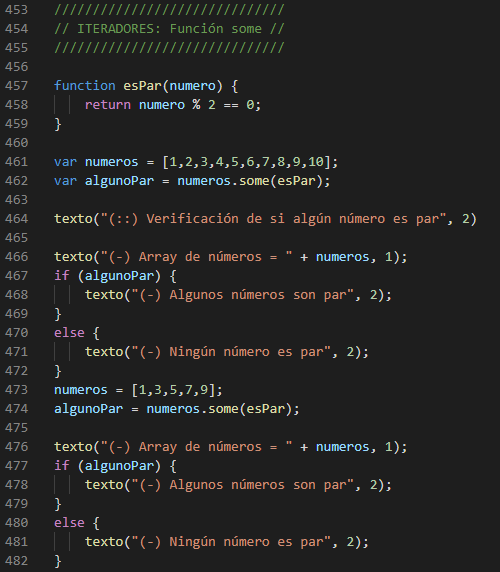 453 //////////////////////////////
454 // ITERADORES: Función some //
455 //////////////////////////////
456
457 function esPar(numero) {
458     return numero % 2 == 0;
459 }
460
461 var numeros = [1,2,3,4,5,6,7,8,9,10];
462 var algunoPar = numeros.some(esPar);
463
464 texto("(::) Verificación de si algún número es par", 2)
465
466 texto("(-) Array de números = " + numeros, 1);
467 if (algunoPar) {
468     texto("(-) Algunos números son par", 2);
469 }
470 else {
471     texto("(-) Ningún número es par", 2);
472 }
473 numeros = [1,3,5,7,9];
474 algunoPar = numeros.some(esPar);
475
476 texto("(-) Array de números = " + numeros, 1);
477 if (algunoPar) {
478     texto("(-) Algunos números son par", 2);
479 }
480 else {
481     texto("(-) Ningún número es par", 2);
482 }